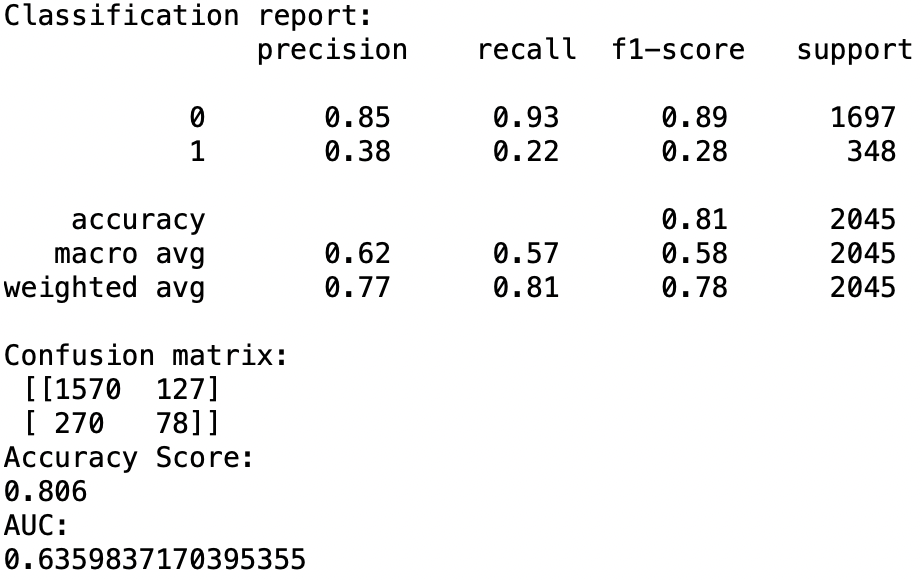 Classification report:
precision recall f1-score support
0 0.85 0.93 0.89 1697
1 0.38 0.22 0.28 348
accuracy 0.81 2045
macro avg 0.62 0.57 0.58 2045
weighted avg 0.77 0.81 0.78 2045
Confusion matrix:
[[1570 127]
[ 270 78]]
Accuracy Score:
0.806
AUC:
0.6359837170395355